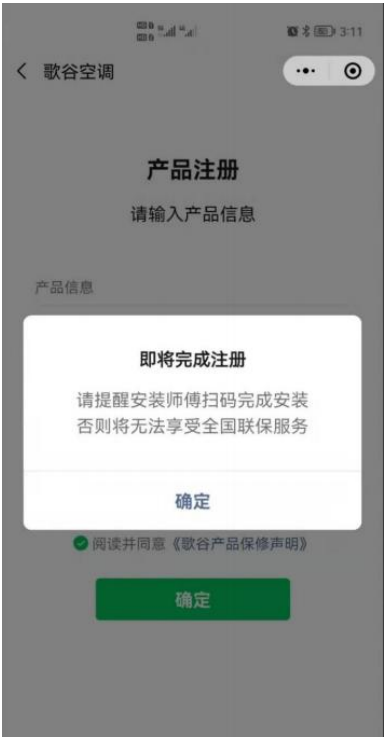 3:11
歌谷空调
产品注册
请输入产品信息
产品信息
即将完成注册
请提醒安装师傅扫码完成安装
否则将无法享受全国联保服务
确定
阅读并同意《歌谷产品保修声明》
确定